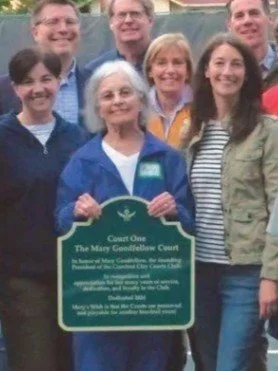 Court One
The Mary Goodfellow Court
In honor of Mary Goodfellow, the founding
President of the Clay Courts Club
In recognition and
appreciation for her many years of service,
dedication, and loyalty to the Club.
Dedicated
Mary's Wish is that the Courts are preserved
and playable for another hundred years!